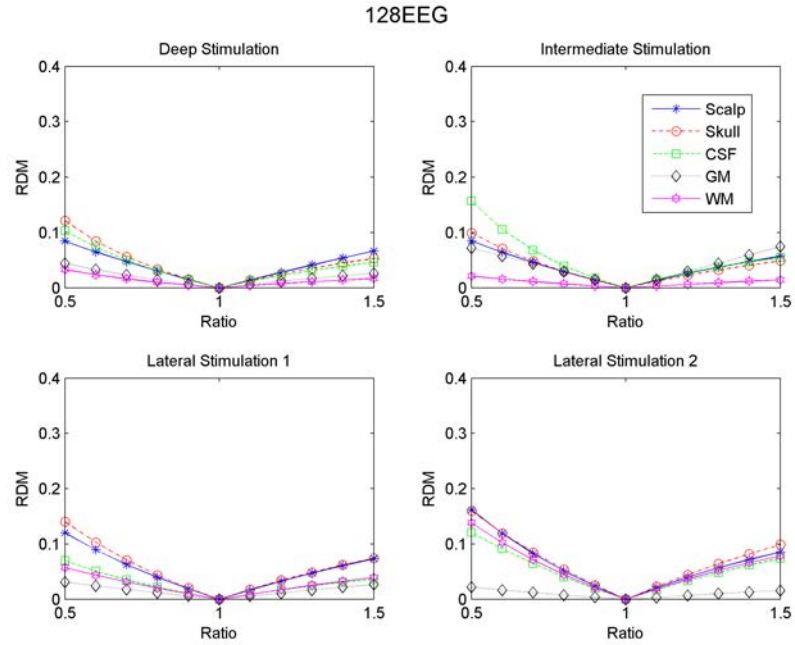 128EEG
Deep Stimulation
0.4
0.3
0.2
0.1
0
RDM
0.5
1
1.5
Ratio
Intermediate Stimulation
0.4
0.3
0.2
0.1
0
RDM
0.5
1
1.5
Ratio
Scalp
Skull
CSF
GM
WM
Lateral Stimulation 1
0.4
0.3
0.2
0.1
0
RDM
0.5
1
1.5
Ratio
Lateral Stimulation 2
0.4
0.3
0.2
0.1
0
RDM
0.5
1
1.5
Ratio